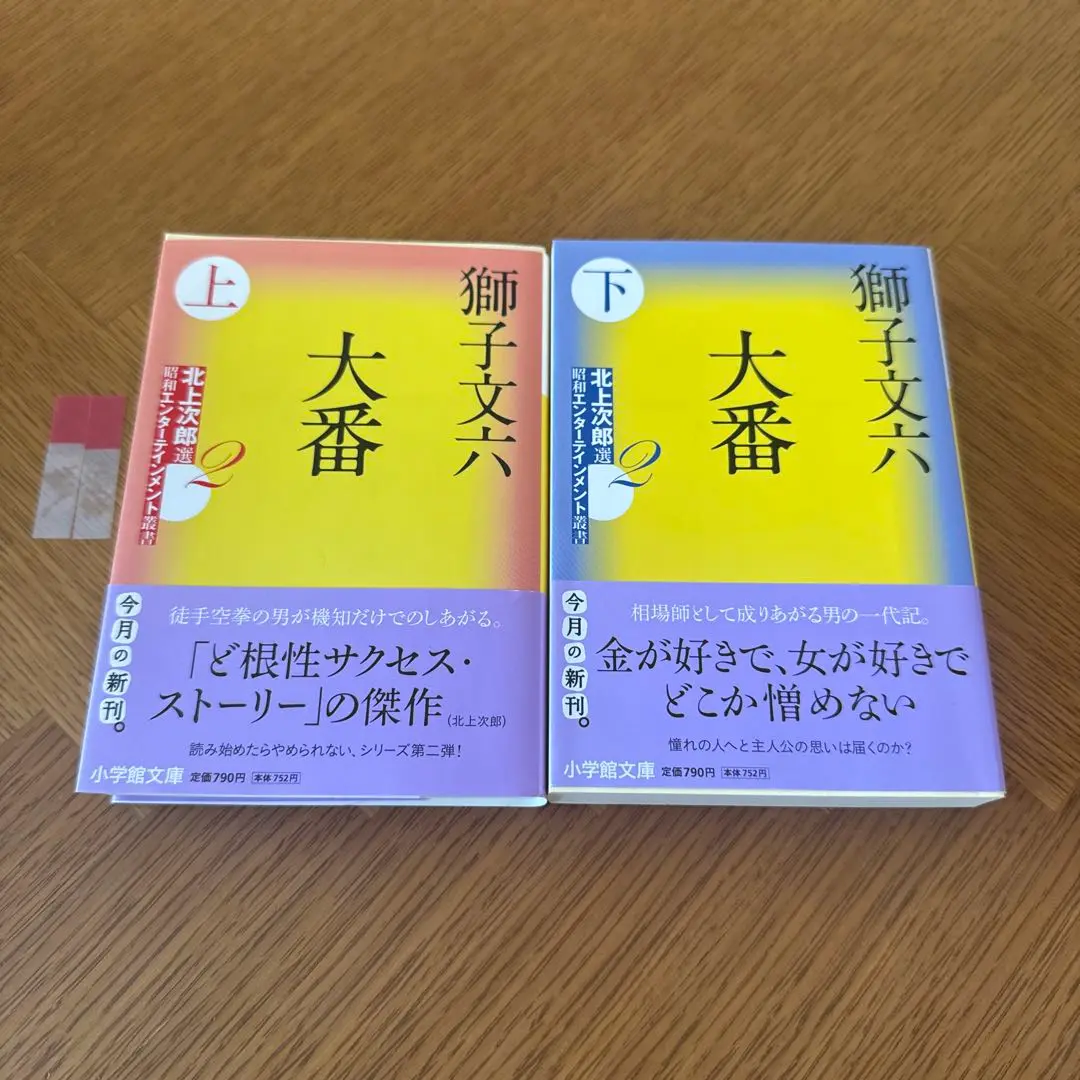 上
獅子文六
大番
北上次郎選
昭和エンターテインメント叢書
2
今月の新刊。
徒手空拳の男が機知だけでのしあがる。
「ど根性サクセス・
ストーリー」の傑作(北上次郎)
読み始めたらやめられない、シリーズ第二弾!
小学館文庫 定価790円 本体752円
下
獅子文六
大番
北上次郎選
昭和エンターテインメント叢書
2
今月の新刊。
相場師として成りあがる男の一代記。
金が好きで、女が好きで
どこか憎めない
憧れの人へと主人公の思いは届くのか?
小学館文庫 定価790円 本体752円